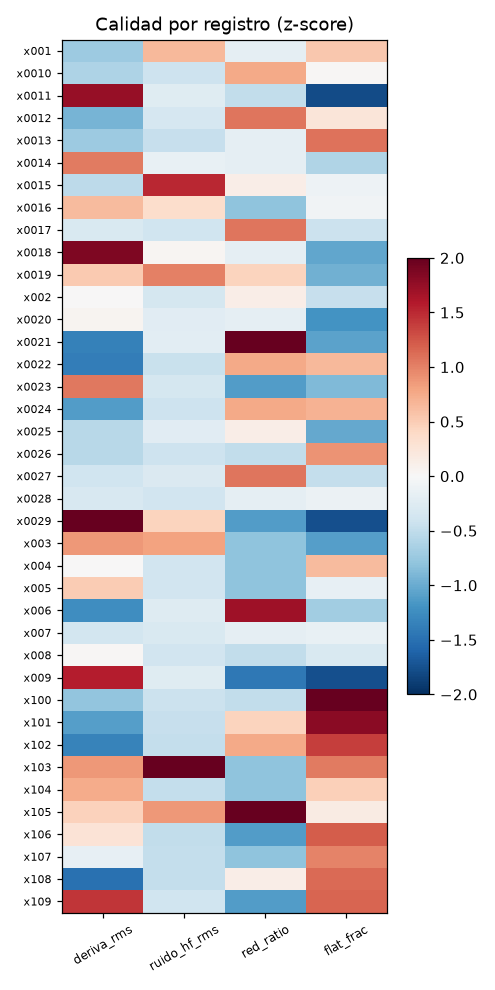 Calidad por registro (z-score)
x001
x0010
x0011
x0012
x0013
x0014
x0015
x0016
x0017
x0018
x0019
x002
x0020
x0021
x0022
x0023
x0024
x0025
x0026
x0027
x0028
x0029
x003
x004
x005
x006
x007
x008
x009
x100
x101
x102
x103
x104
x105
x106
x107
x108
x109
deriva_rms
ruido_hf_rms
red_ratio
flat_frac
2.0
1.5
1.0
0.5
0.0
−0.5
−1.0
−1.5
−2.0